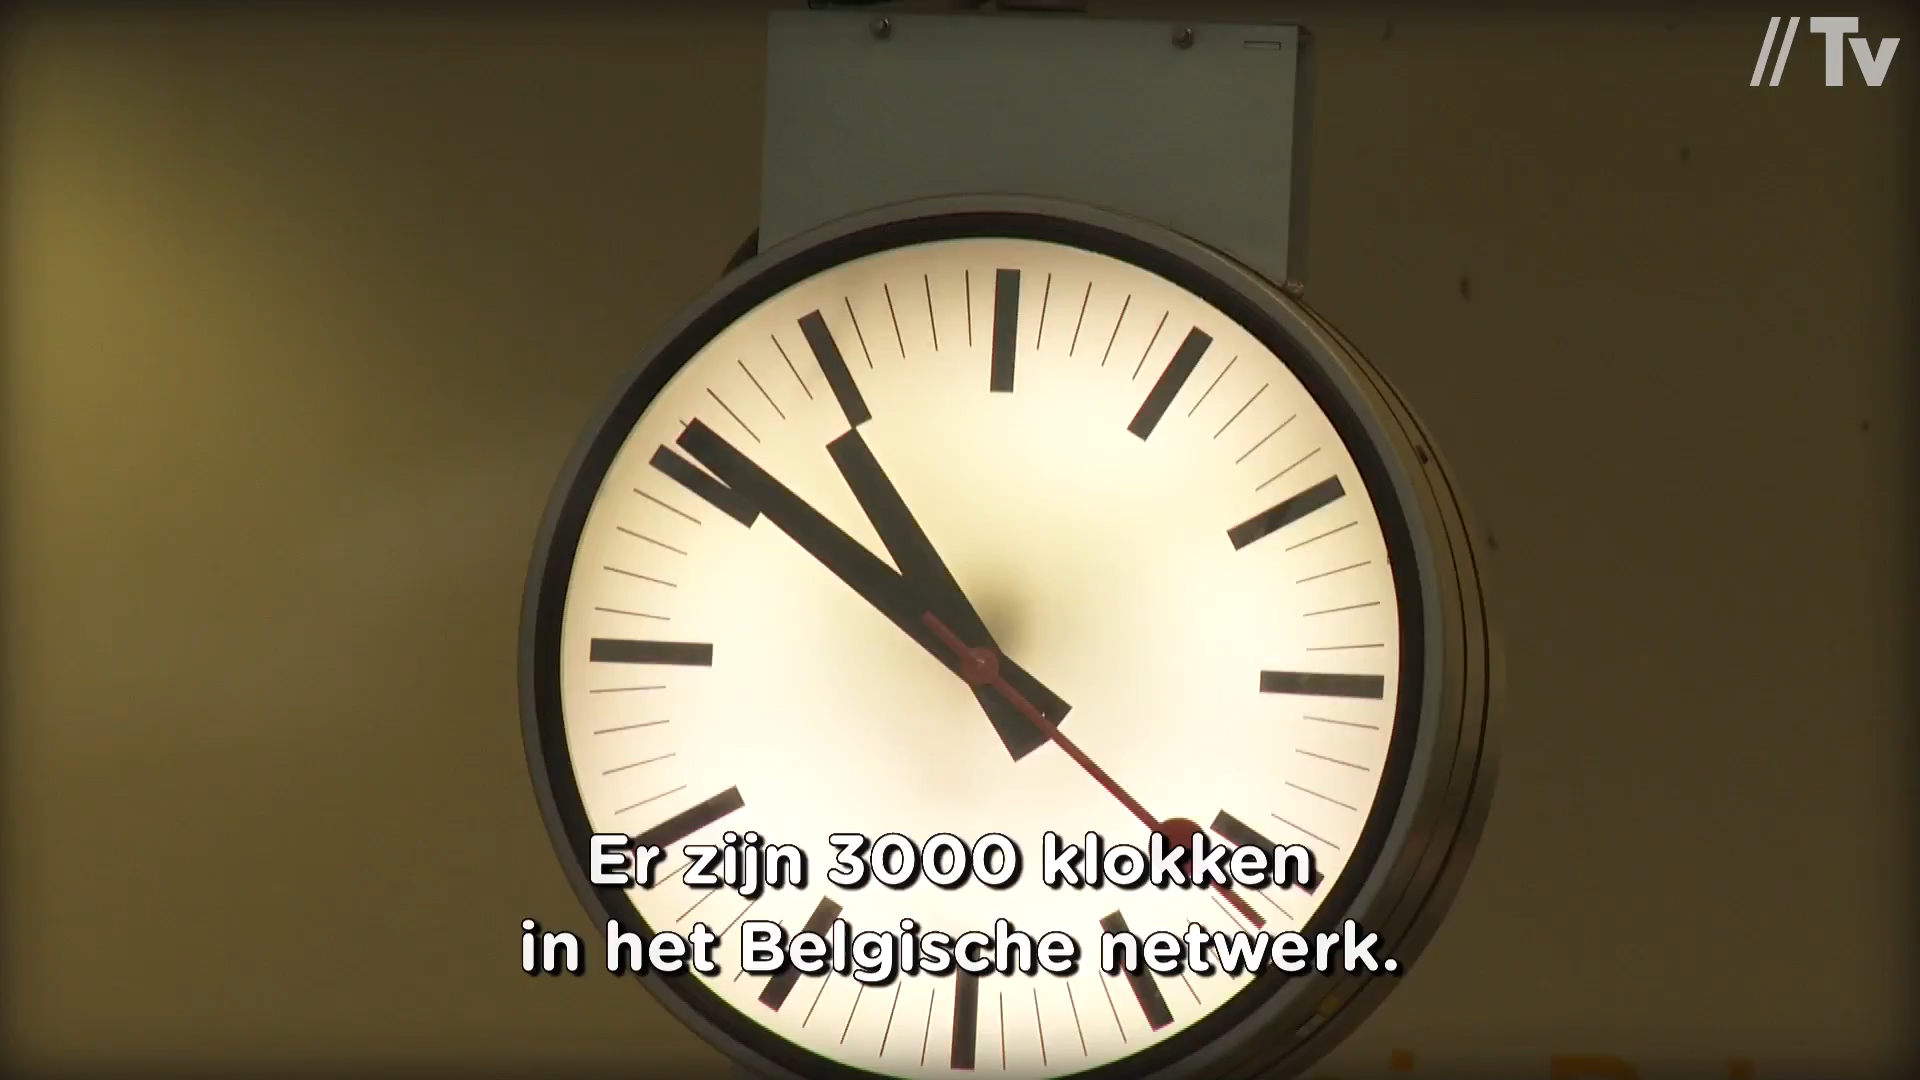 //Tv
Er zijn 3000 klokken
in het Belgische netwerk.